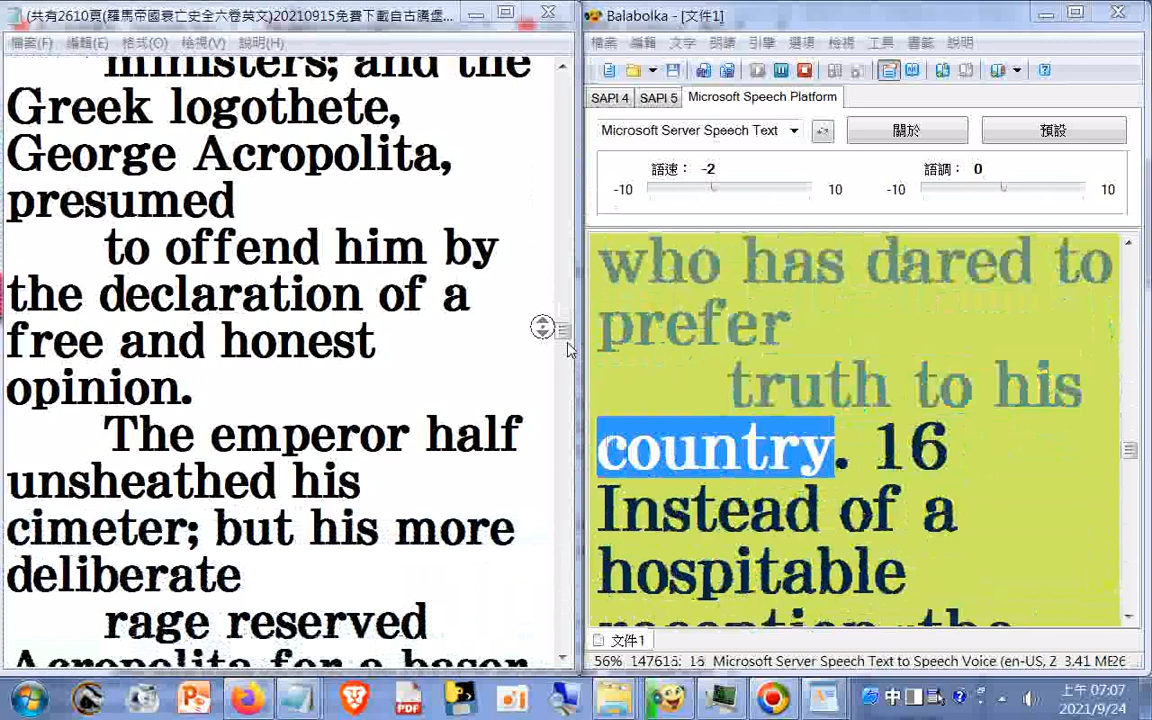 (共有2610頁(羅馬帝國衰亡史全六卷英文)20210915免費下載自古騰堡...
檔案(F) 編輯(E) 格式(O) 檢視(V) 說明(H)
ministers; and the
Greek logothete,
George Acropolita,
presumed
to offend him by
the declaration of a
free and honest
opinion.
The emperor half
unsheathed his
cimeter; but his more
deliberate
rage reserved
Acropolita for a baser
Balabolka - [文件1]
檔案 編輯 文字 朗讀 引擎 選項 檢視 工具 書籤 說明
SAPI 4 SAPI 5 Microsoft Speech Platform
Microsoft Server Speech Text 關於 預設
語速： -2 語調： 0
-10 10 -10 10
who has dared to
prefer
truth to his
country. 16
Instead of a
hospitable
reception, the
文件1
56% 147615: 16 Microsoft Server Speech Text to Speech Voice (en-US, Z 3,41 ME26
PDF 中 上午 07:07
2021/9/24